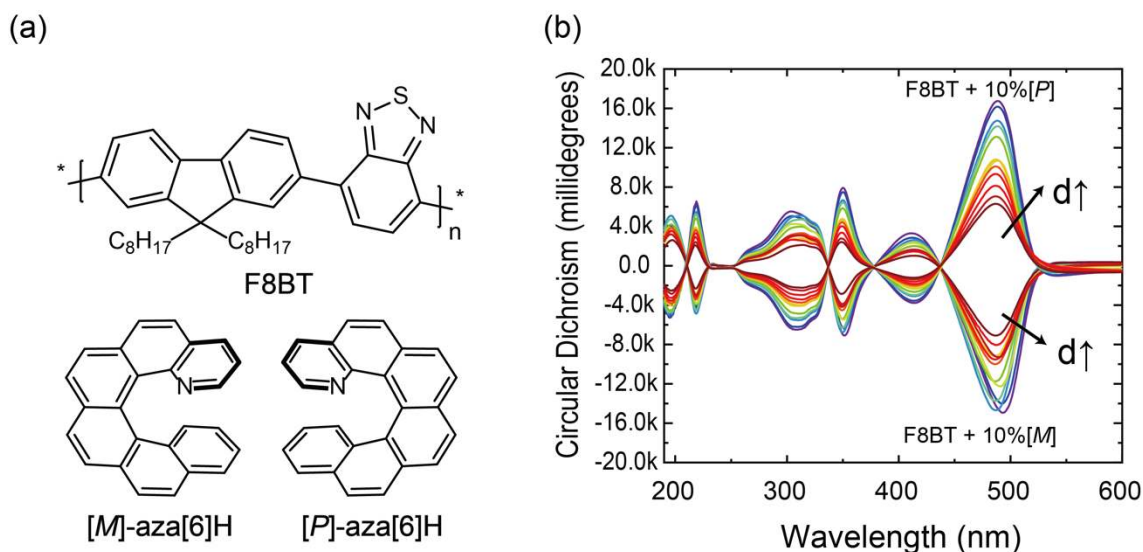 (a)
S
N
N
*
*
n
C8H17
C8H17
F8BT
N
N
[M]-aza[6]H
[P]-aza[6]H
(b)
Circular Dichroism (millidegrees)
20.0k
16.0k
12.0k
8.0k
4.0k
0.0
-4.0k
-8.0k
-12.0k
-16.0k
-20.0k
F8BT + 10%[P]
d↑
d↑
F8BT + 10%[M]
200
300
400
500
600
Wavelength (nm)